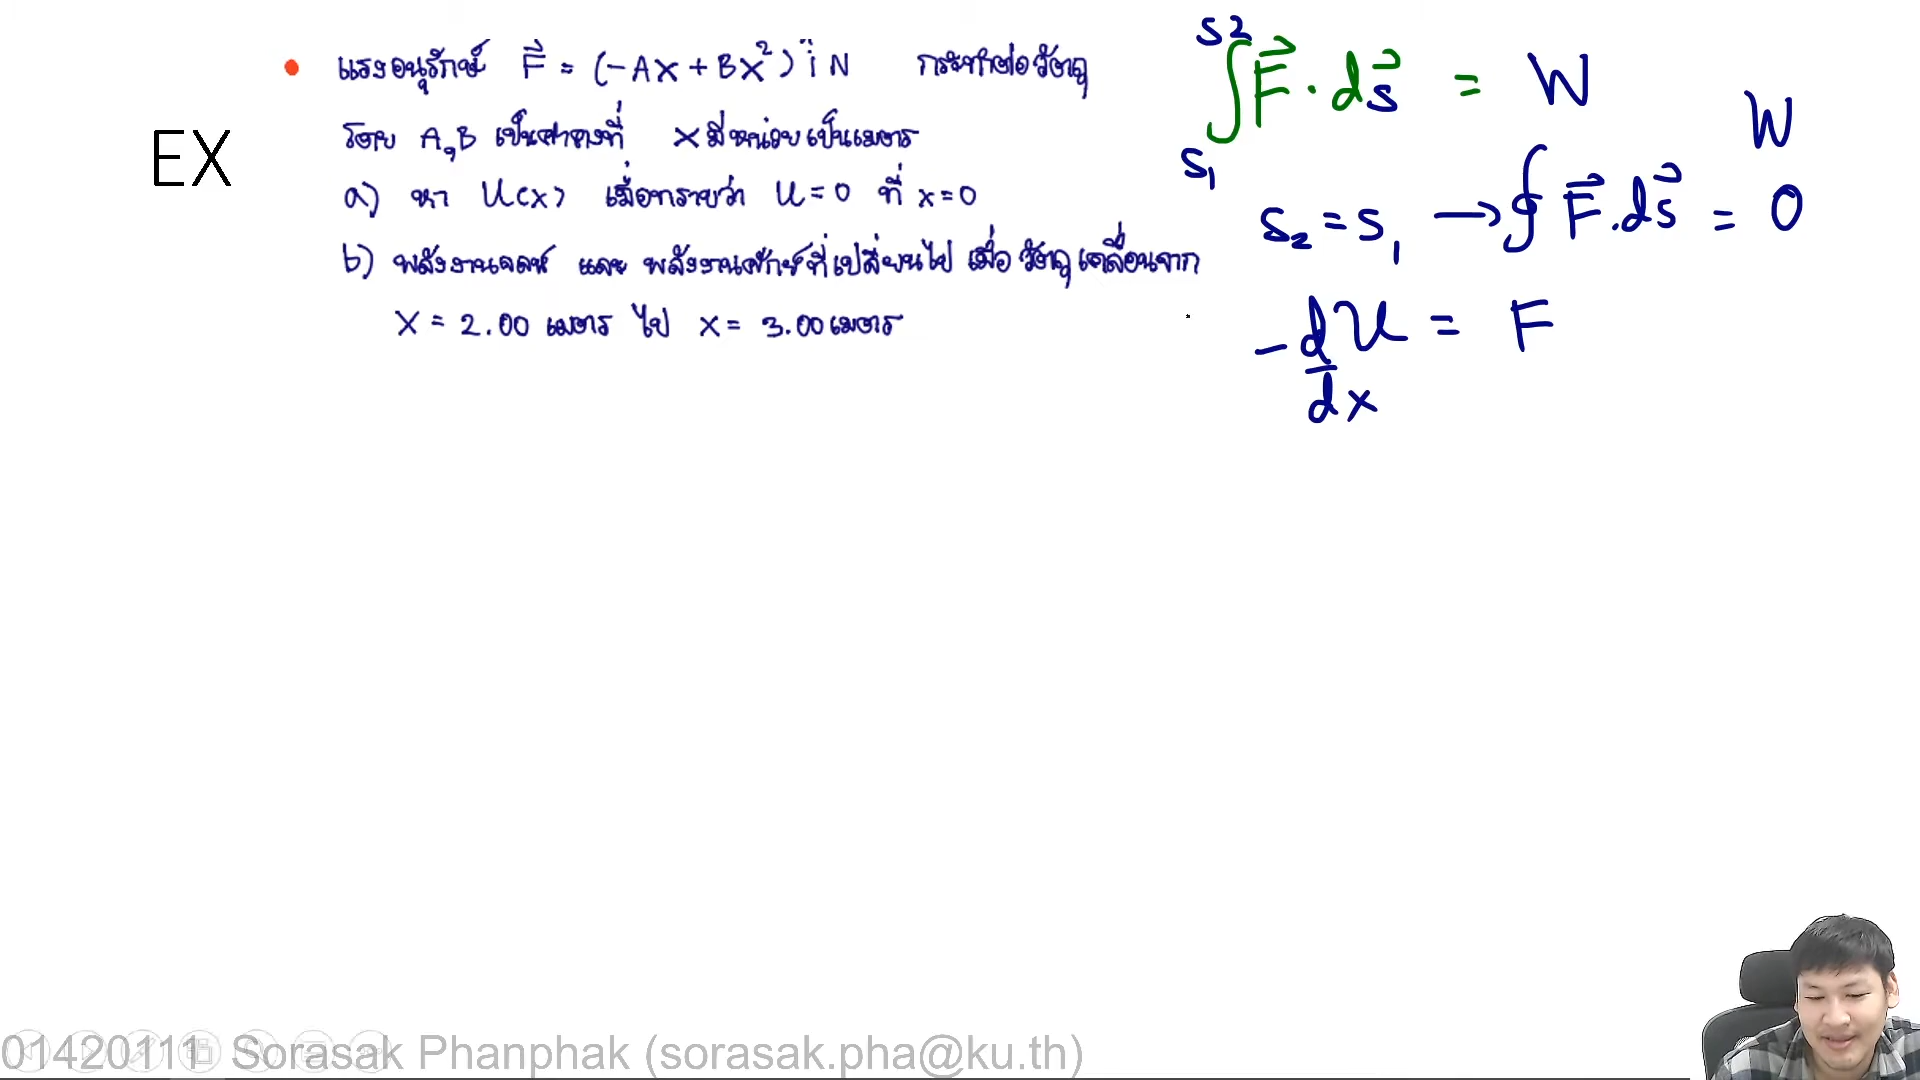 EX
• แรงอนุรักษ์ F⃗ = (-Ax + Bx²) î N กระทำต่อวัตถุ
โดย A, B เป็นค่าคงที่ x มีหน่วยเป็นเมตร
a) หา U(x) เมื่อทราบว่า U = 0 ที่ x = 0
b) พลังงานจลน์ และ พลังงานศักย์ที่เปลี่ยนไป เมื่อ วัตถุ เคลื่อนจาก
x = 2.00 เมตร ไป x = 3.00 เมตร
∫_{s₁}^{s2} F⃗ · ds⃗ = W
W
s₂ = s₁ → ∮ F⃗ . ds⃗ = 0
- d/dx U = F
01420111 Sorasak Phanphak (sorasak.pha@ku.th)